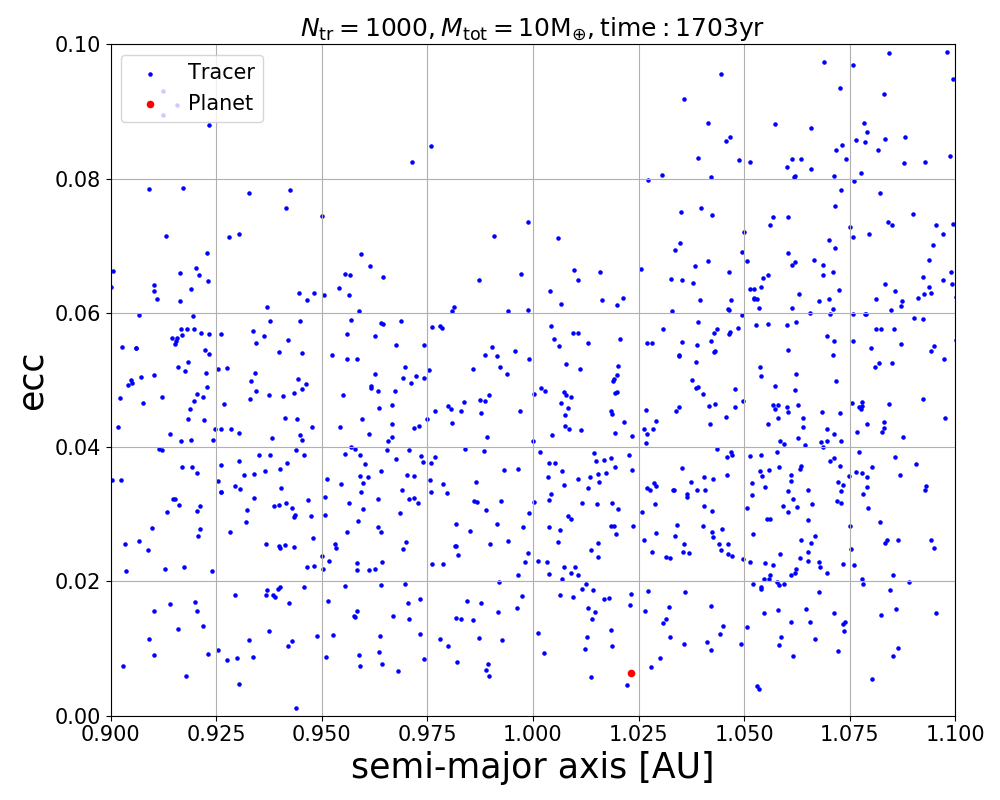 N_tr = 1000, M_tot = 10M_⊕, time : 1703yr
Tracer
Planet
ecc
0.10
0.08
0.06
0.04
0.02
0.00
0.900 0.925 0.950 0.975 1.000 1.025 1.050 1.075 1.100
semi-major axis [AU]